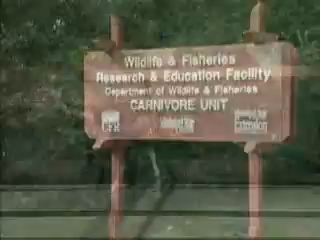 Wildlife & Fisheries
Research & Education Facility
Department of Wildlife & Fisheries
CARNIVORE UNIT